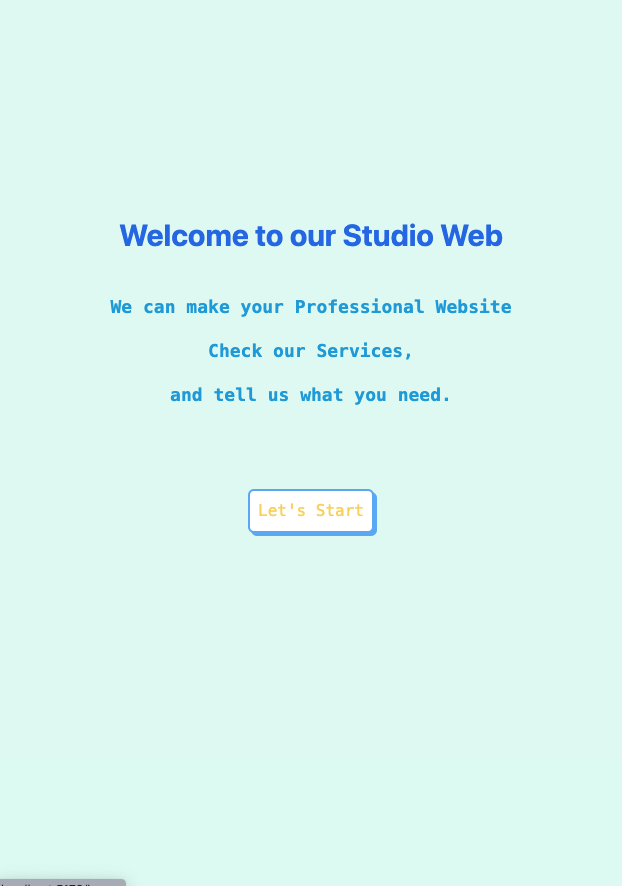 Welcome to our Studio Web
We can make your Professional Website
Check our Services,
and tell us what you need.
Let's Start